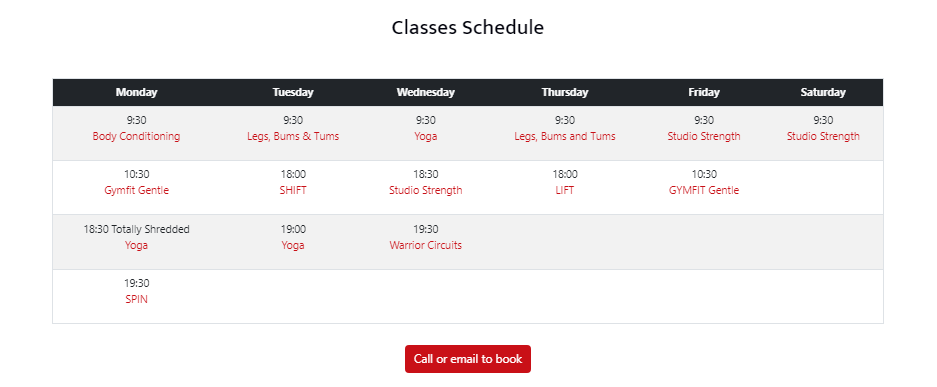 Classes Schedule
Monday Tuesday Wednesday Thursday Friday Saturday
9:30 9:30 9:30 9:30 9:30 9:30
Body Conditioning Legs, Bums & Tums Yoga Legs, Bums and Tums Studio Strength Studio Strength
10:30 18:00 18:30 18:00 10:30
Gymfit Gentle SHIFT Studio Strength LIFT GYMFIT Gentle
18:30 Totally Shredded 19:00 19:30
Yoga Yoga Warrior Circuits
19:30
SPIN
Call or email to book